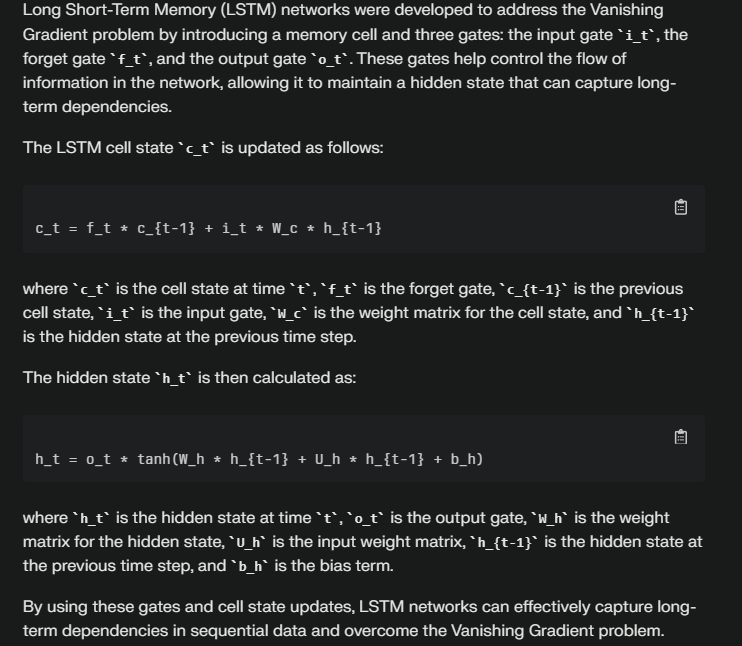 Long Short-Term Memory (LSTM) networks were developed to address the Vanishing
Gradient problem by introducing a memory cell and three gates: the input gate `i_t`, the
forget gate `f_t`, and the output gate `o_t`. These gates help control the flow of
information in the network, allowing it to maintain a hidden state that can capture long-
term dependencies.
The LSTM cell state `c_t` is updated as follows:
c_t = f_t * c_{t-1} + i_t * W_c * h_{t-1}
where `c_t` is the cell state at time `t`, `f_t` is the forget gate, `c_{t-1}` is the previous
cell state, `i_t` is the input gate, `W_c` is the weight matrix for the cell state, and `h_{t-1}`
is the hidden state at the previous time step.
The hidden state `h_t` is then calculated as:
h_t = o_t * tanh(W_h * h_{t-1} + U_h * h_{t-1} + b_h)
where `h_t` is the hidden state at time `t`, `o_t` is the output gate, `W_h` is the weight
matrix for the hidden state, `U_h` is the input weight matrix, `h_{t-1}` is the hidden state at
the previous time step, and `b_h` is the bias term.
By using these gates and cell state updates, LSTM networks can effectively capture long-
term dependencies in sequential data and overcome the Vanishing Gradient problem.